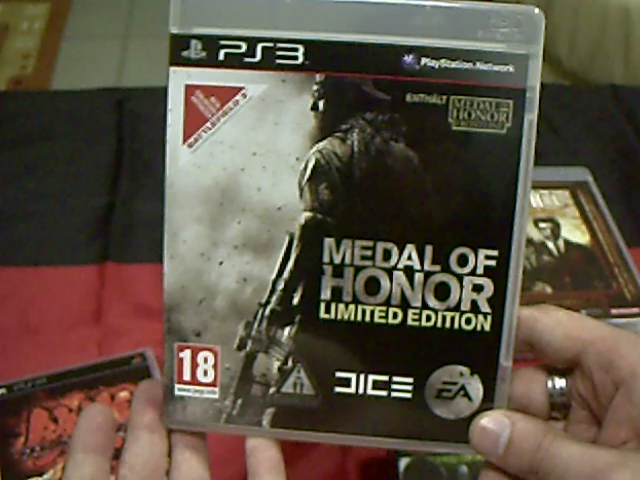 PS3
PlayStation Network
BATTLEFIELD 3
ENTHÄLT
MEDAL OF
HONOR
MEDAL OF
HONOR
LIMITED EDITION
18
DICE
EA